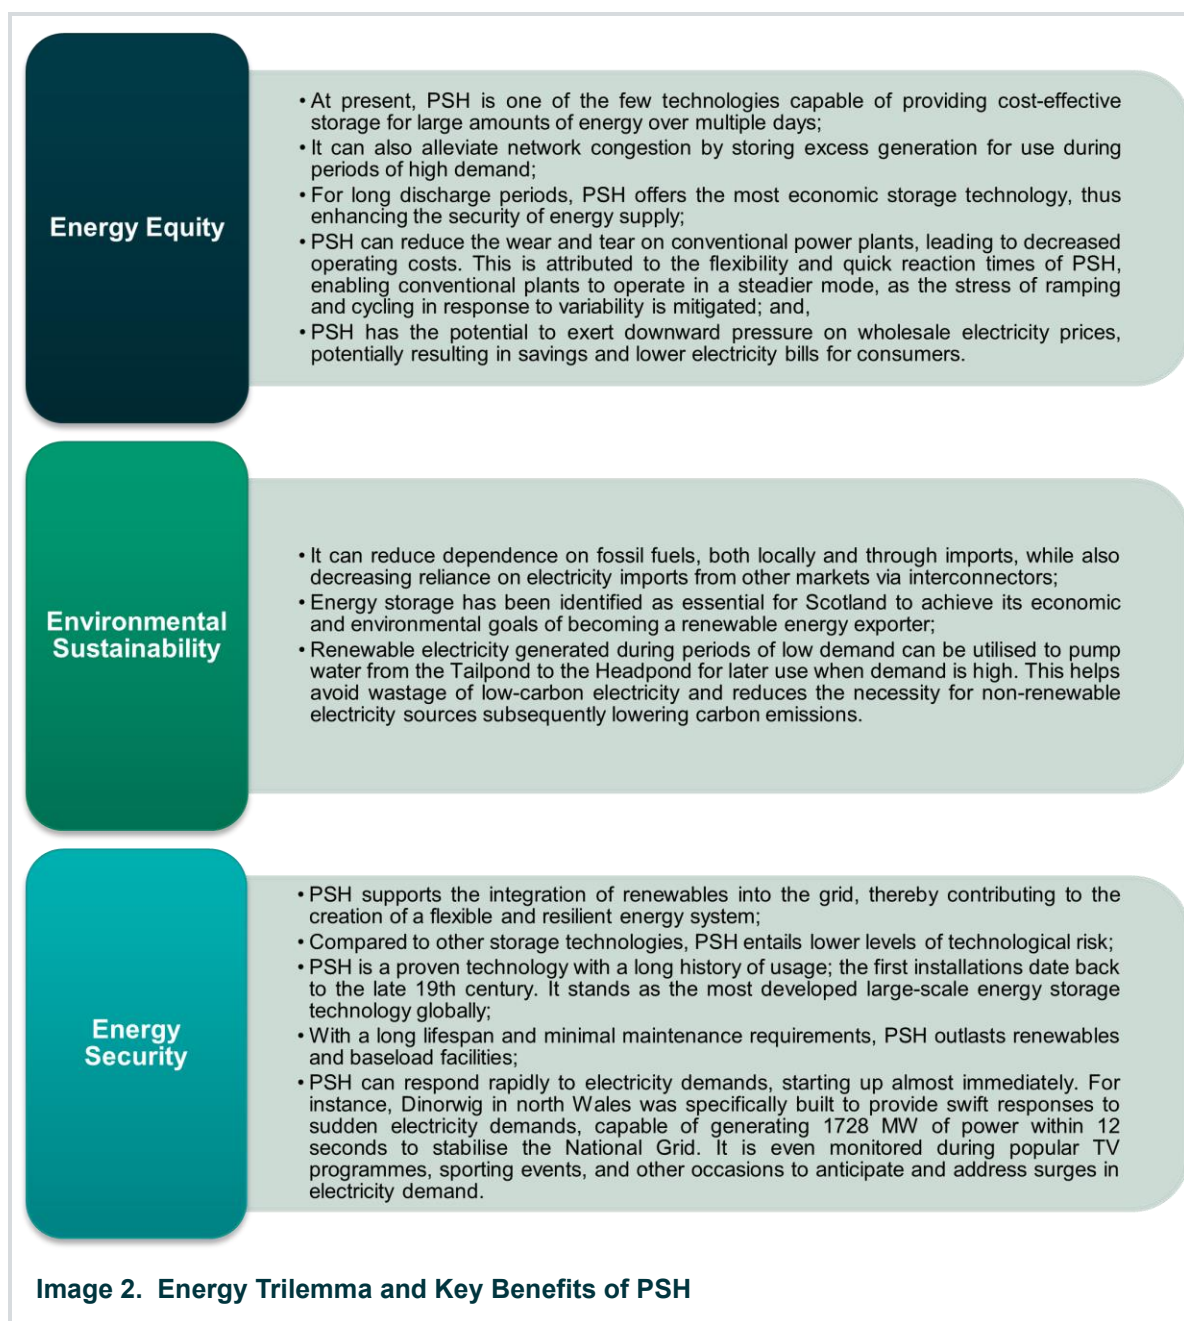 Energy Equity
• At present, PSH is one of the few technologies capable of providing cost-effective
storage for large amounts of energy over multiple days;
• It can also alleviate network congestion by storing excess generation for use during
periods of high demand;
• For long discharge periods, PSH offers the most economic storage technology, thus
enhancing the security of energy supply;
• PSH can reduce the wear and tear on conventional power plants, leading to decreased
operating costs. This is attributed to the flexibility and quick reaction times of PSH,
enabling conventional plants to operate in a steadier mode, as the stress of ramping
and cycling in response to variability is mitigated; and,
• PSH has the potential to exert downward pressure on wholesale electricity prices,
potentially resulting in savings and lower electricity bills for consumers.
Environmental
Sustainability
• It can reduce dependence on fossil fuels, both locally and through imports, while also
decreasing reliance on electricity imports from other markets via interconnectors;
• Energy storage has been identified as essential for Scotland to achieve its economic
and environmental goals of becoming a renewable energy exporter;
• Renewable electricity generated during periods of low demand can be utilised to pump
water from the Tailpond to the Headpond for later use when demand is high. This helps
avoid wastage of low-carbon electricity and reduces the necessity for non-renewable
electricity sources subsequently lowering carbon emissions.
Energy
Security
• PSH supports the integration of renewables into the grid, thereby contributing to the
creation of a flexible and resilient energy system;
• Compared to other storage technologies, PSH entails lower levels of technological risk;
• PSH is a proven technology with a long history of usage; the first installations date back
to the late 19th century. It stands as the most developed large-scale energy storage
technology globally;
• With a long lifespan and minimal maintenance requirements, PSH outlasts renewables
and baseload facilities;
• PSH can respond rapidly to electricity demands, starting up almost immediately. For
instance, Dinorwig in north Wales was specifically built to provide swift responses to
sudden electricity demands, capable of generating 1728 MW of power within 12
seconds to stabilise the National Grid. It is even monitored during popular TV
programmes, sporting events, and other occasions to anticipate and address surges in
electricity demand.
Image 2. Energy Trilemma and Key Benefits of PSH